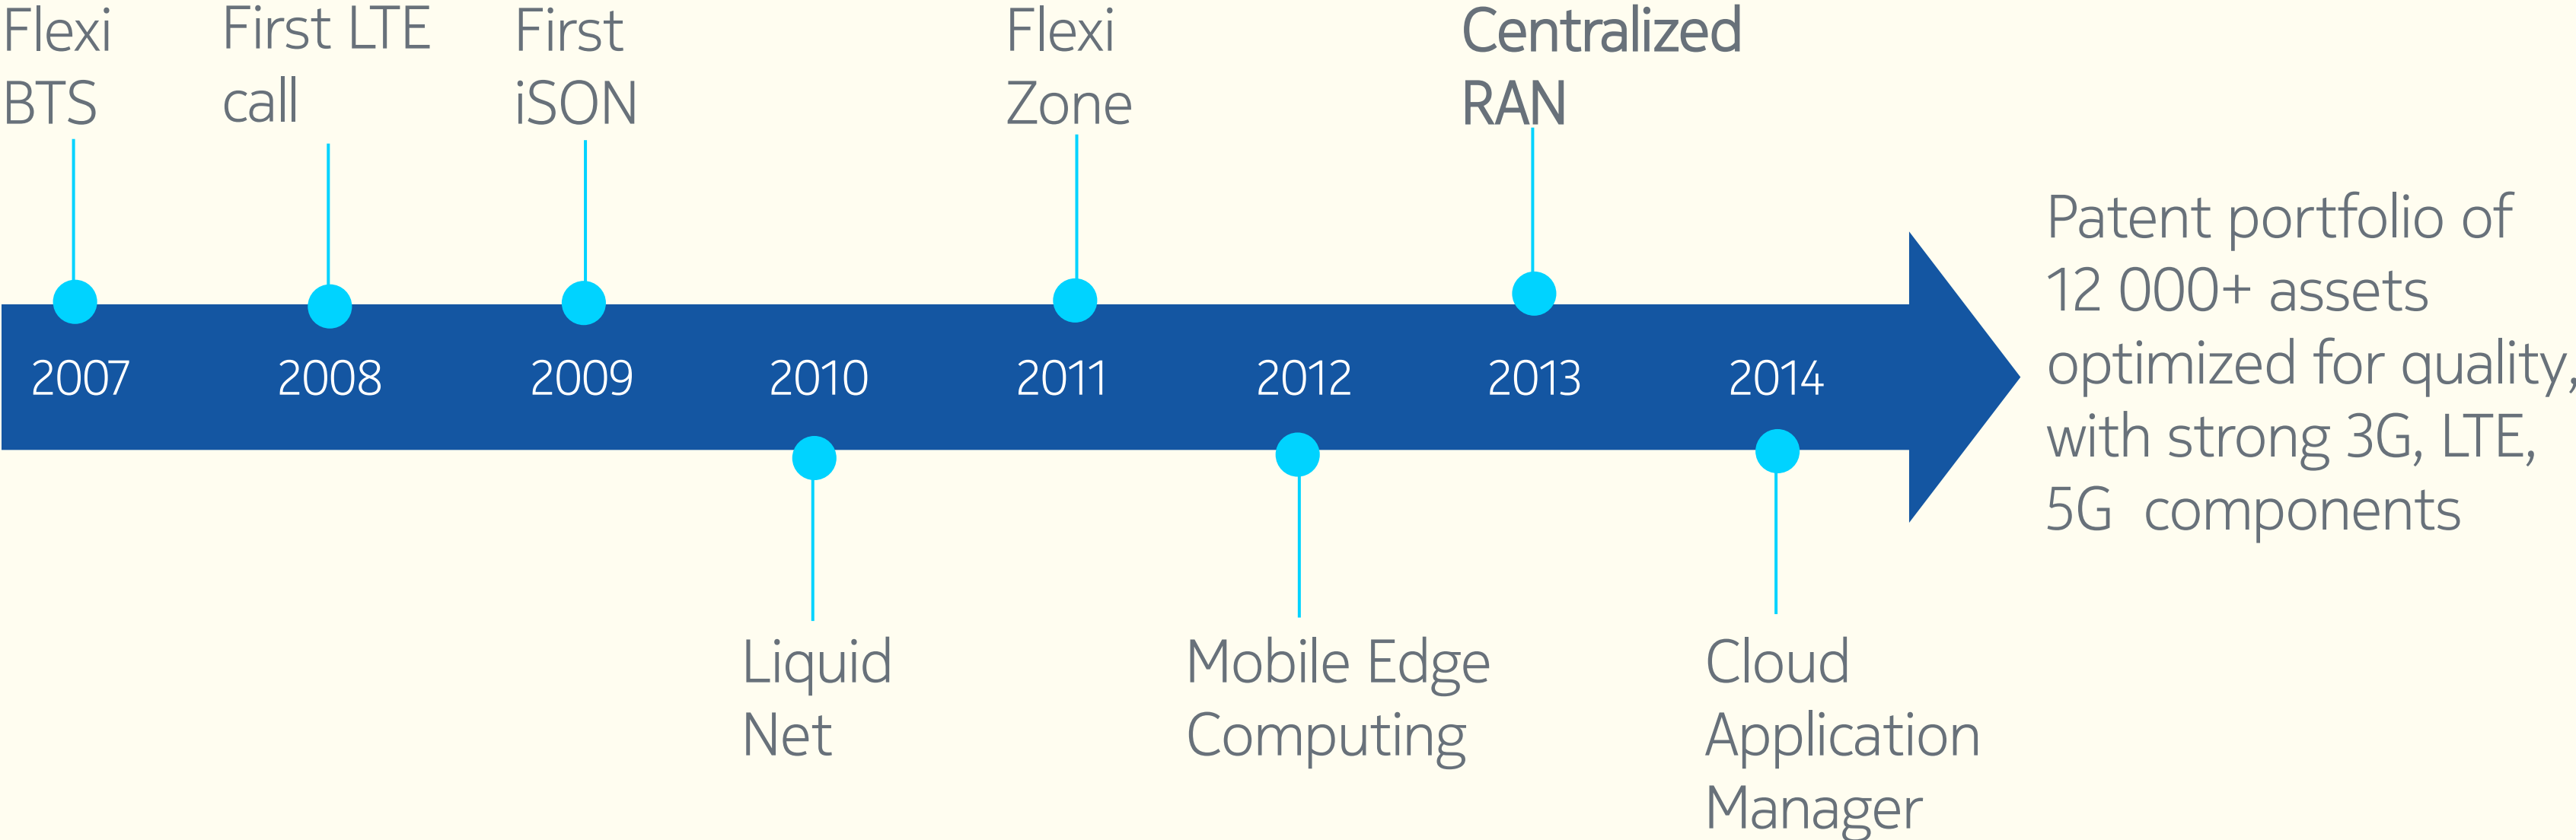 Flexi
BTS
First LTE
call
First
iSON
Flexi
Zone
Centralized
RAN
2007
2008
2009
2010
2011
2012
2013
2014
Patent portfolio of
12 000+ assets
optimized for quality,
with strong 3G, LTE,
5G components
Liquid
Net
Mobile Edge
Computing
Cloud
Application
Manager